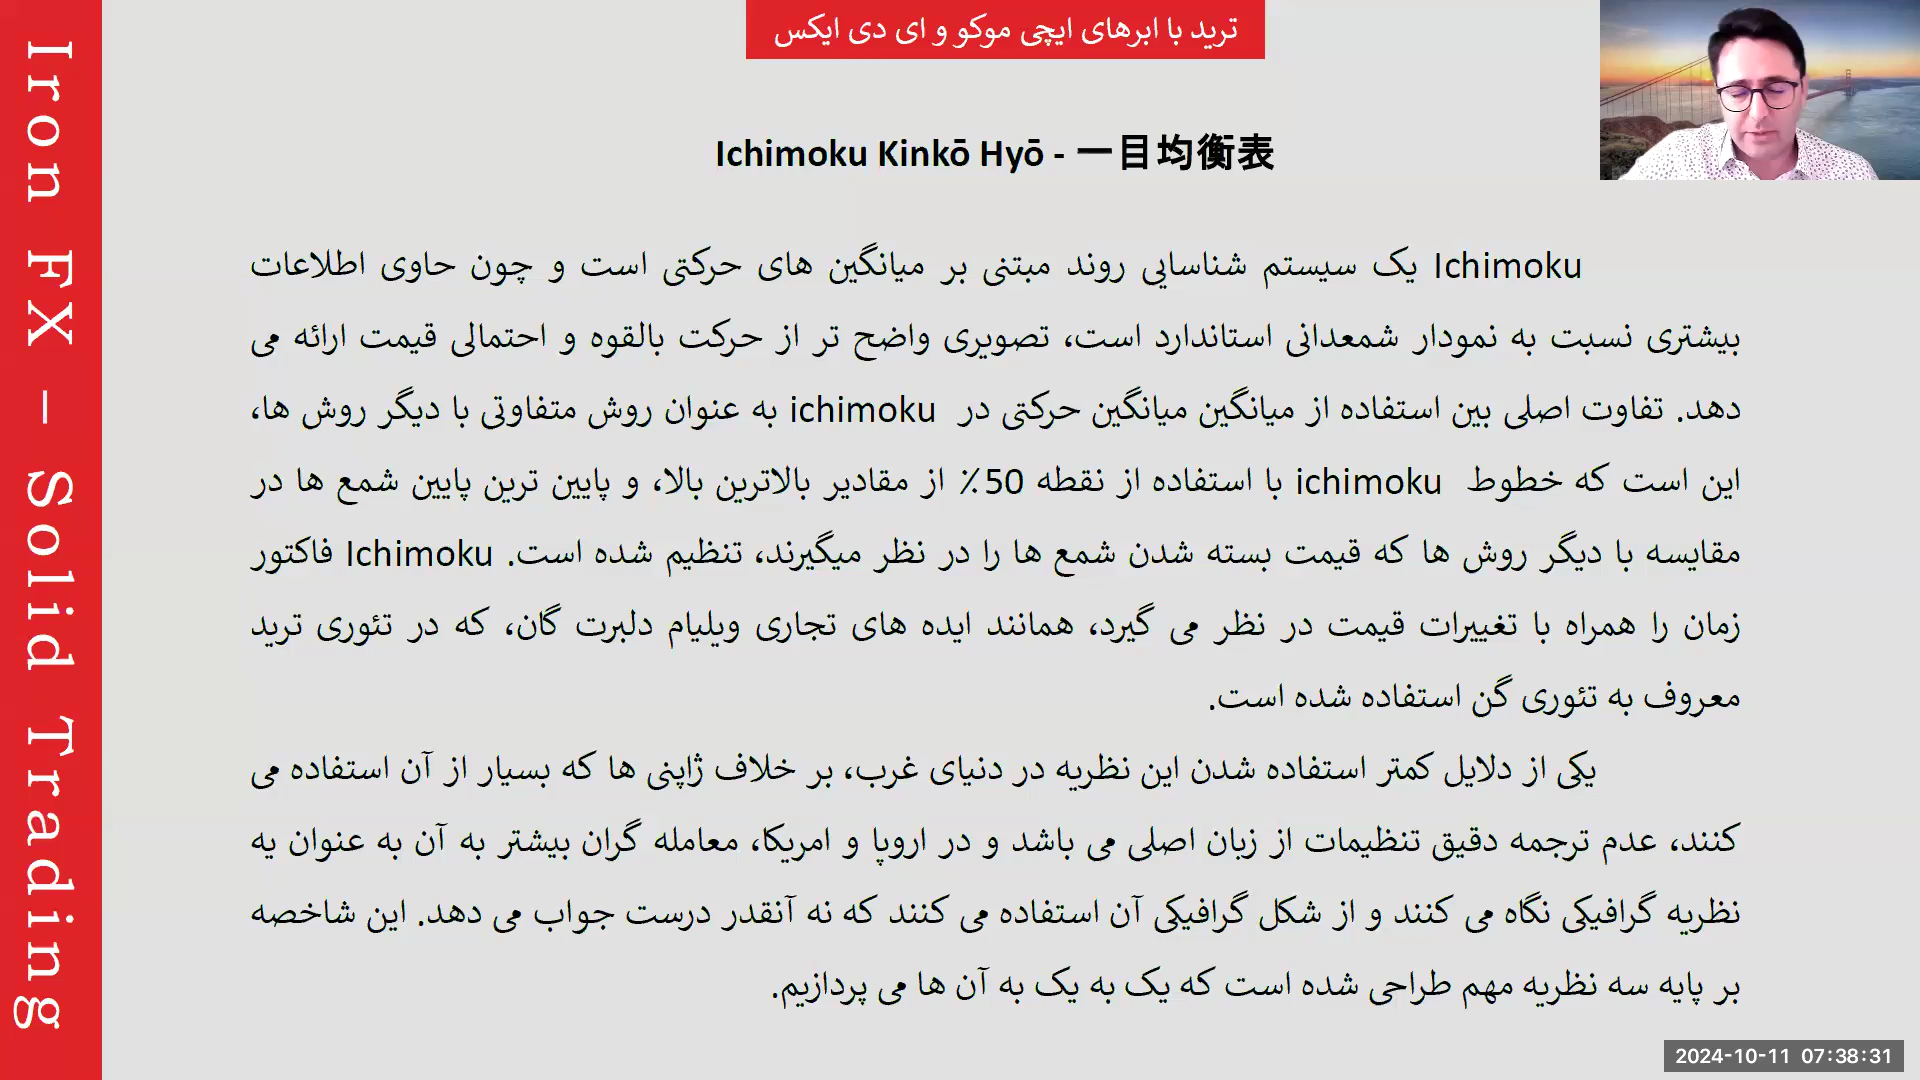 ترید با ابرهای ایچی موکو و ای دی ایکس
Iron FX – Solid Trading
Ichimoku Kinkō Hyō - 一目均衡表
Ichimoku یک سیستم شناسایی روند مبتنی بر میانگین های حرکتی است و چون حاوی اطلاعات
بیشتری نسبت به نمودار شمعدانی استاندارد است، تصویری واضح تر از حرکت بالقوه و احتمالی قیمت ارائه می
دهد. تفاوت اصلی بین استفاده از میانگین میانگین حرکتی در ichimoku به عنوان روش متفاوتی با دیگر روش ها،
این است که خطوط ichimoku با استفاده از نقطه 50٪ از مقادیر بالاترین بالا، و پایین ترین پایین شمع ها در
مقایسه با دیگر روش ها که قیمت بسته شدن شمع ها را در نظر میگیرند، تنظیم شده است. Ichimoku فاکتور
زمان را همراه با تغییرات قیمت در نظر می گیرد، همانند ایده های تجاری ویلیام دلبرت گان، که در تئوری ترید
معروف به تئوری گن استفاده شده است.
یکی از دلایل کمتر استفاده شدن این نظریه در دنیای غرب، بر خلاف ژاپنی ها که بسیار از آن استفاده می
کنند، عدم ترجمه دقیق تنظیمات از زبان اصلی می باشد و در اروپا و امریکا، معامله گران بیشتر به آن به عنوان یه
نظریه گرافیکی نگاه می کنند و از شکل گرافیکی آن استفاده می کنند که نه آنقدر درست جواب می دهد. این شاخصه
بر پایه سه نظریه مهم طراحی شده است که یک به یک به آن ها می پردازیم.
2024-10-11 07:38:31